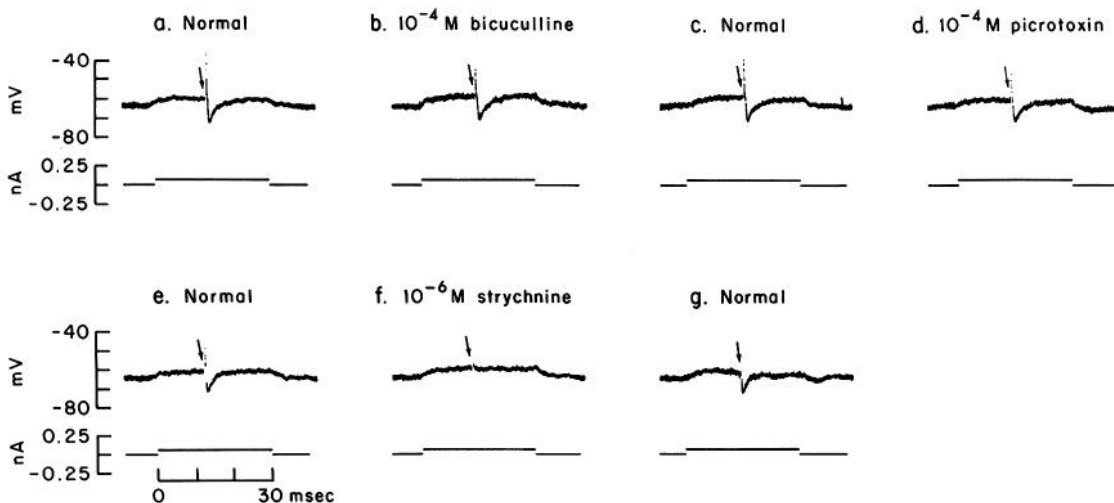 a. Normal
b. 10⁻⁴ M bicuculline
c. Normal
d. 10⁻⁴ M picrotoxin
-40
mV
-80
0.25
nA
-0.25
e. Normal
f. 10⁻⁶ M strychnine
g. Normal
-40
mV
-80
0.25
nA
-0.25
0 30 msec